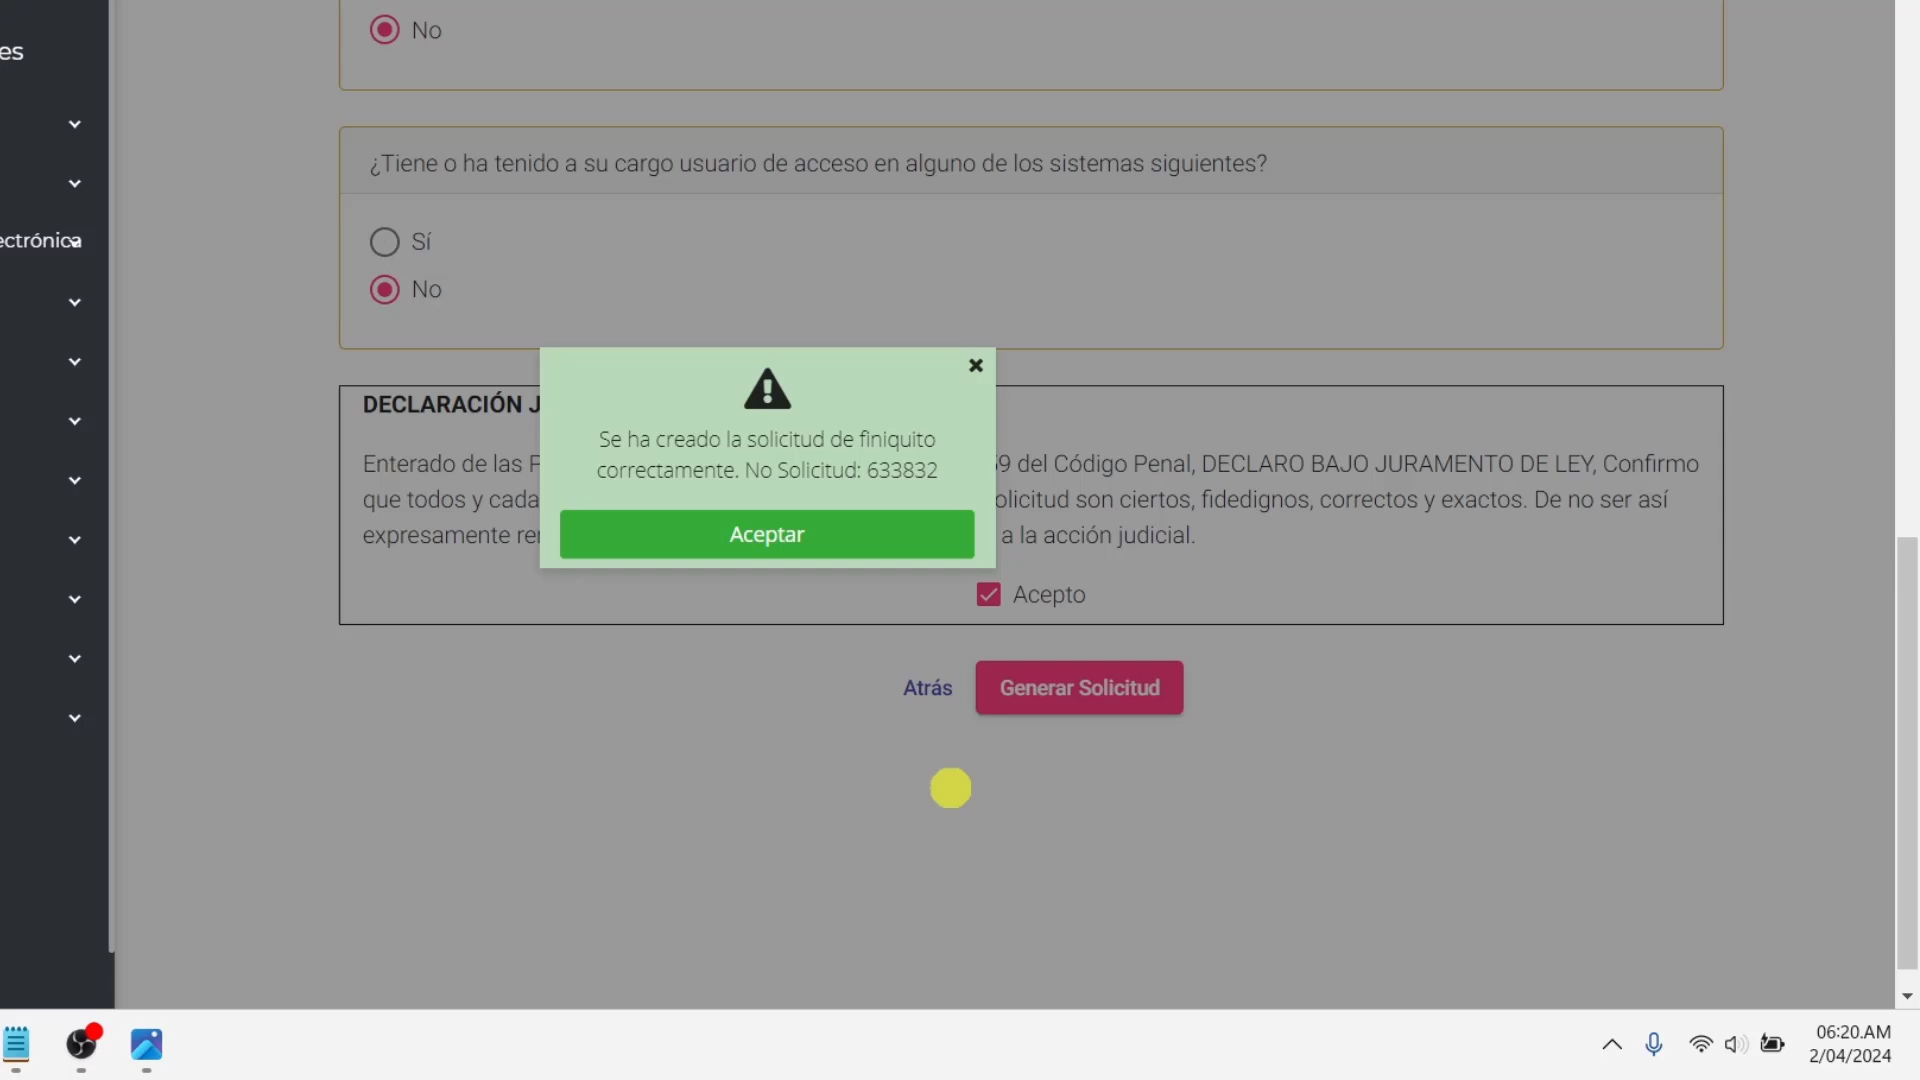 es
ectrónica
No
¿Tiene o ha tenido a su cargo usuario de acceso en alguno de los sistemas siguientes?
Sí
No
Se ha creado la solicitud de finiquito
correctamente. No Solicitud: 633832
Aceptar
DECLARACIÓN J
Enterado de las P 59 del Código Penal, DECLARO BAJO JURAMENTO DE LEY, Confirmo
que todos y cada olicitud son ciertos, fidedignos, correctos y exactos. De no ser así
expresamente rer a la acción judicial.
Acepto
Atrás
Generar Solicitud
06:20.AM
2/04/2024